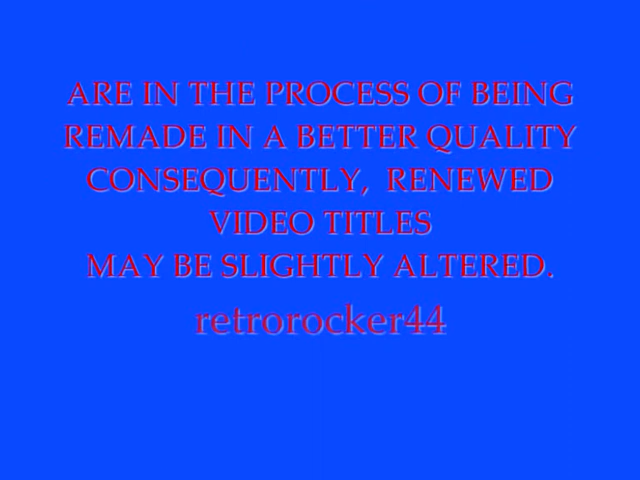 ARE IN THE PROCESS OF BEING
REMADE IN A BETTER QUALITY
CONSEQUENTLY,  RENEWED
VIDEO TITLES
MAY BE SLIGHTLY ALTERED.
retrorocker44